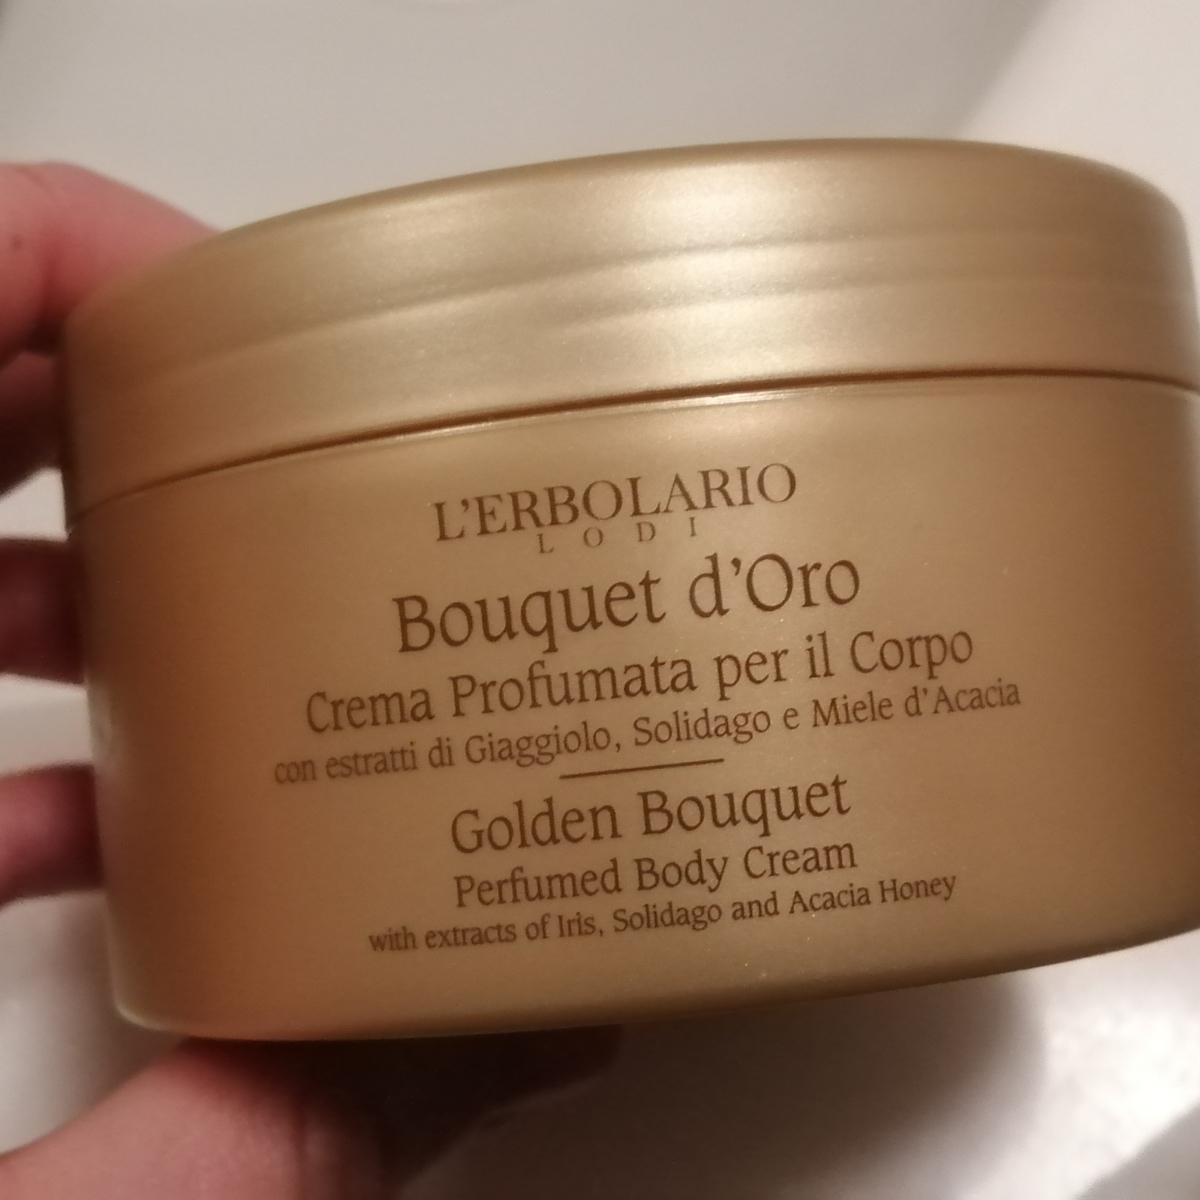 L'ERBOLARIO
LODI
Bouquet d'Oro
Crema Profumata per il Corpo
con estratti di Giaggiolo, Solidago e Miele d'Acacia
Golden Bouquet
Perfumed Body Cream
with extracts of Iris, Solidago and Acacia Honey